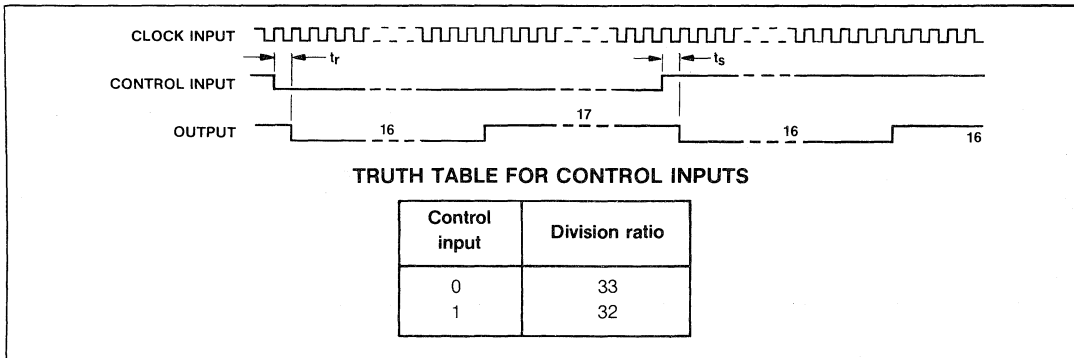 CLOCK INPUT
tr
ts
CONTROL INPUT
17
OUTPUT
16
16
16
TRUTH TABLE FOR CONTROL INPUTS
Control input
Division ratio
0 33
1 32